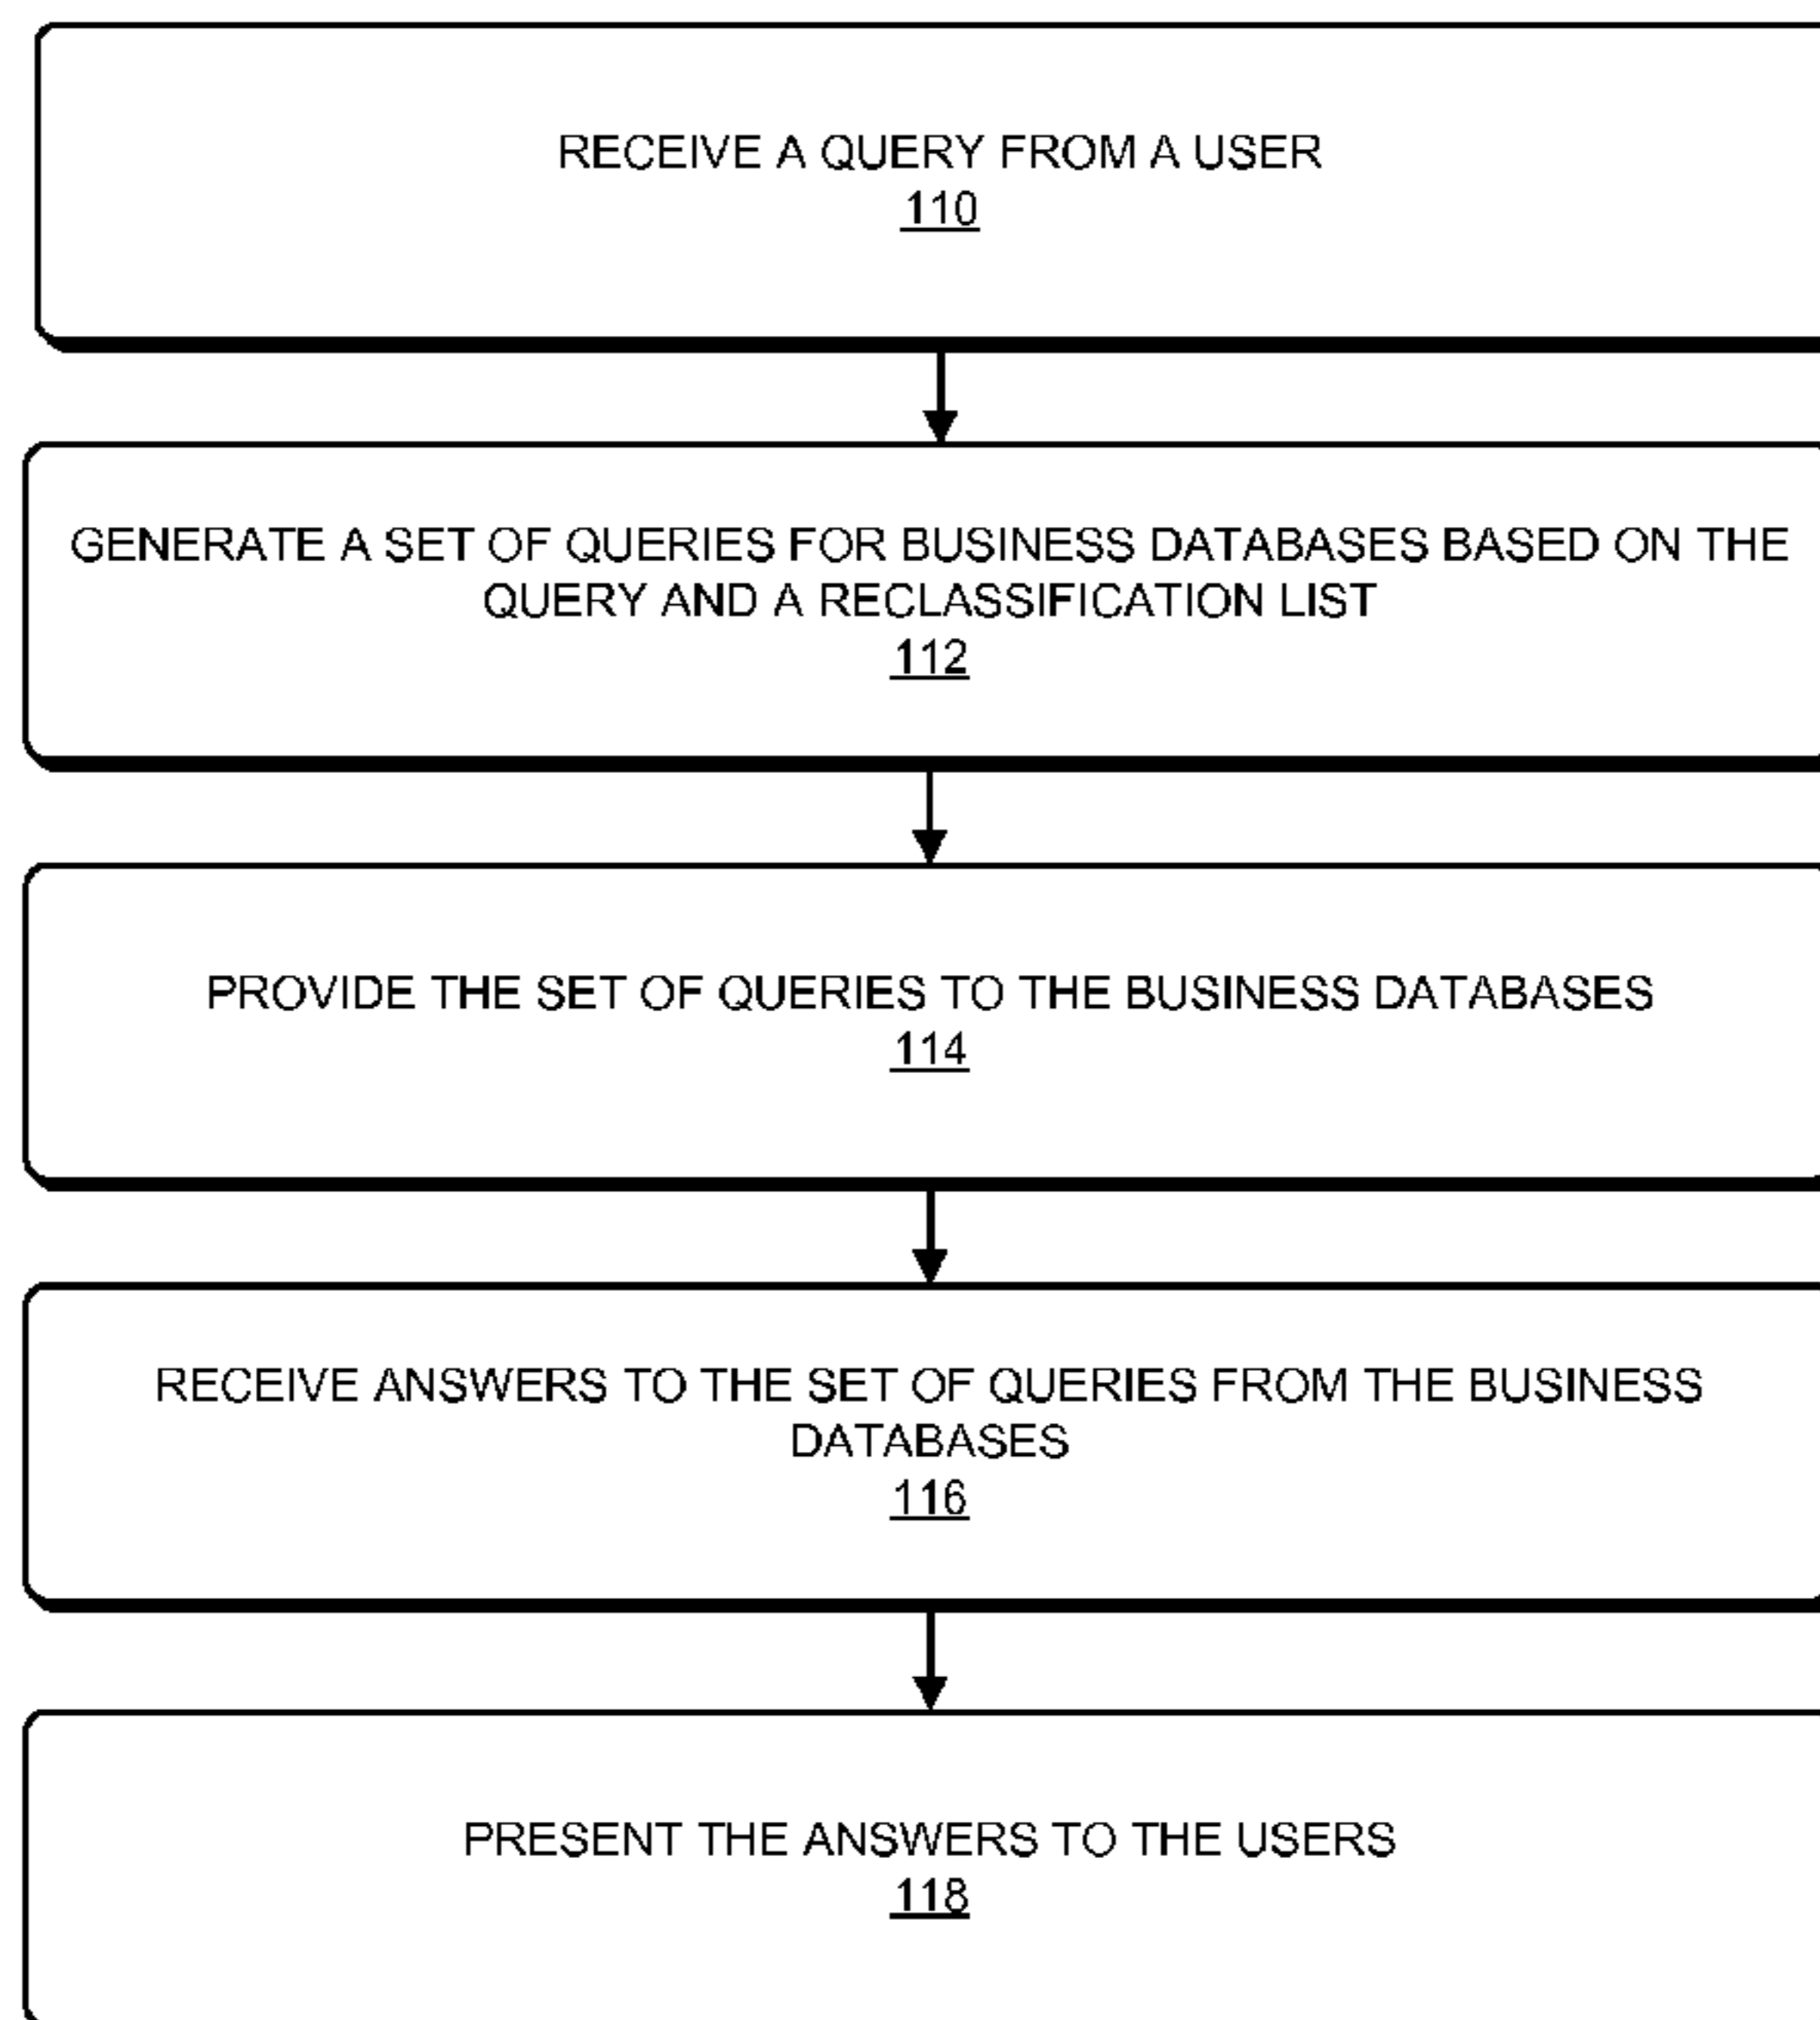 RECEIVE A QUERY FROM A USER
110
GENERATE A SET OF QUERIES FOR BUSINESS DATABASES BASED ON THE
QUERY AND A RECLASSIFICATION LIST
112
PROVIDE THE SET OF QUERIES TO THE BUSINESS DATABASES
114
RECEIVE ANSWERS TO THE SET OF QUERIES FROM THE BUSINESS
DATABASES
116
PRESENT THE ANSWERS TO THE USERS
118